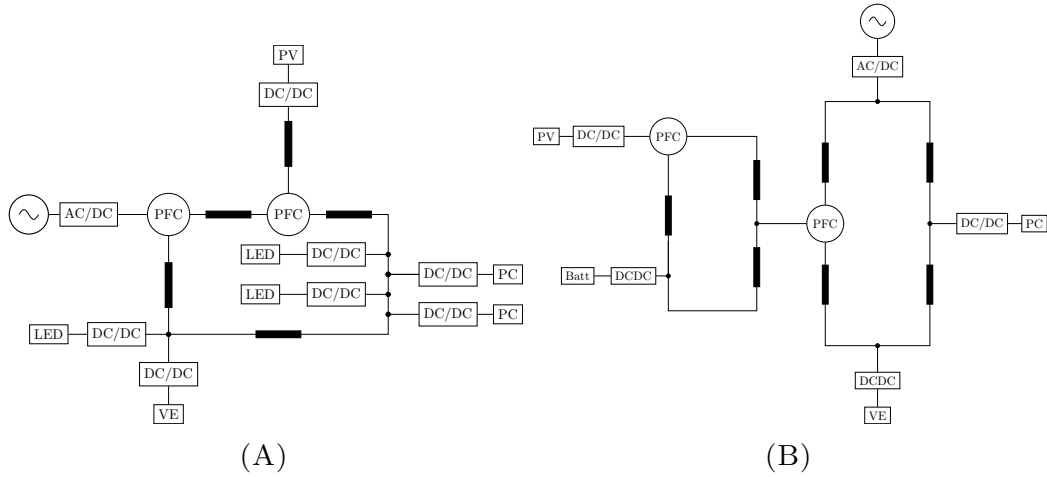 PV
DC/DC
AC/DC
PFC
PFC
LED
DC/DC
DC/DC
PC
LED
DC/DC
DC/DC
PC
LED
DC/DC
DC/DC
VE
(A)
AC/DC
PV
DC/DC
PFC
PFC
DC/DC
PC
Batt
DCDC
DCDC
VE
(B)